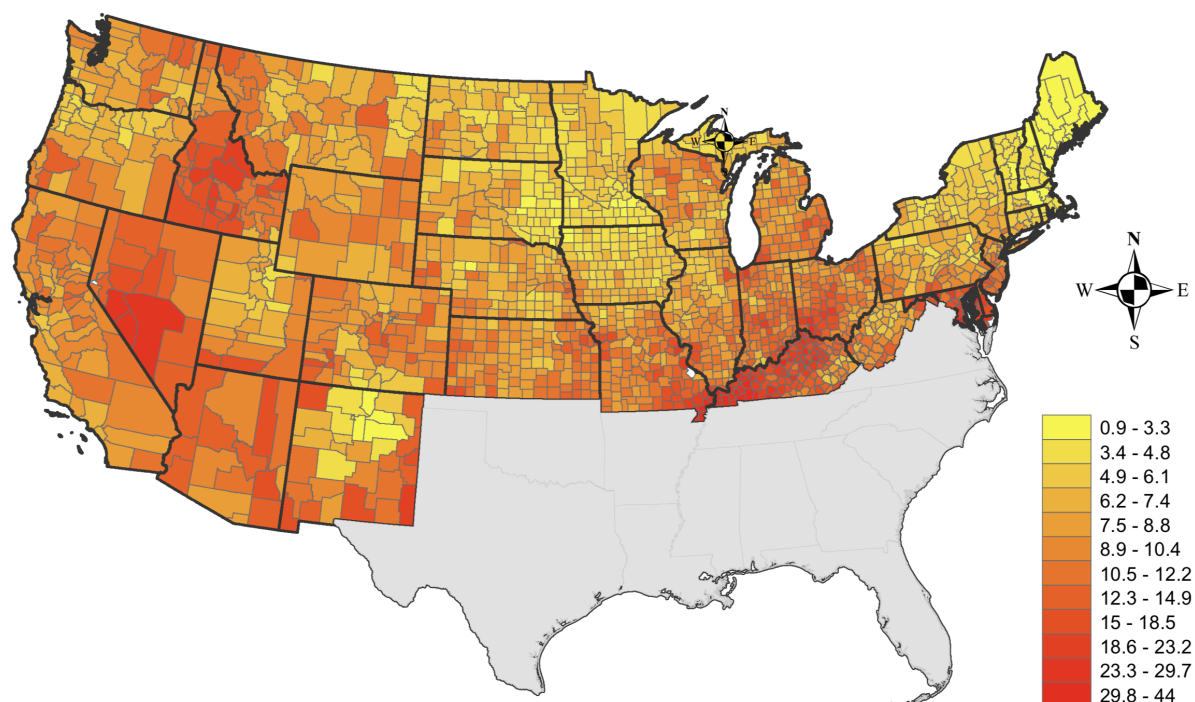 N
W E
N
W E
S
0.9 - 3.3
3.4 - 4.8
4.9 - 6.1
6.2 - 7.4
7.5 - 8.8
8.9 - 10.4
10.5 - 12.2
12.3 - 14.9
15 - 18.5
18.6 - 23.2
23.3 - 29.7
29.8 - 44